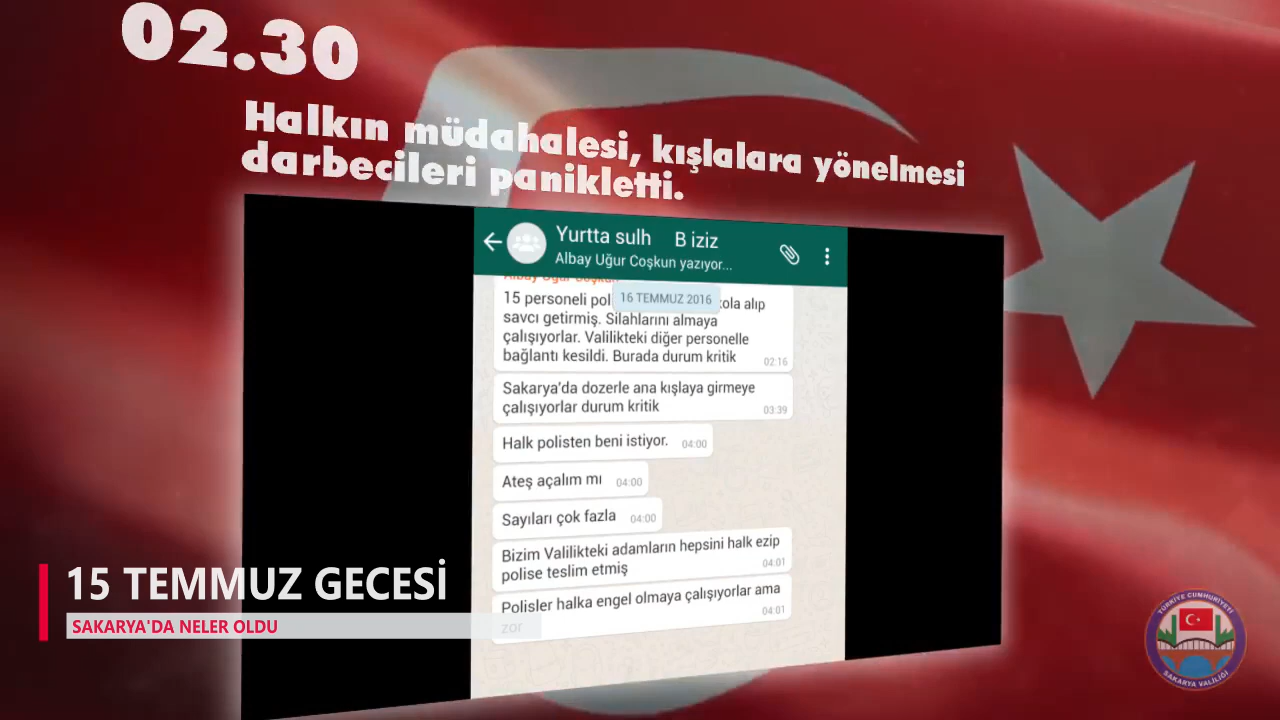 02.30
Halkın müdahalesi, kışlalara yönelmesi
darbecileri panikletti.
Yurtta sulh Biziz
Albay Uğur Coşkun yazıyor...
Albay Uğur Coşkun
16 TEMMUZ 2016
15 personeli pol kola alıp
savcı getirmiş. Silahlarını almaya
çalışıyorlar. Valilikteki diğer personelle
bağlantı kesildi. Burada durum kritik
02:16
Sakarya'da dozerle ana kışlaya girmeye
çalışıyorlar durum kritik
03:39
Halk polisten beni istiyor. 04:00
Ateş açalım mı 04:00
Sayıları çok fazla 04:00
Bizim Valilikteki adamların hepsini halk ezip
polise teslim etmiş
04:01
Polisler halka engel olmaya çalışıyorlar ama
zor
04:01
15 TEMMUZ GECESİ
SAKARYA'DA NELER OLDU
TÜRKİYE CUMHURİYETİ
SAKARYA VALİLİĞİ